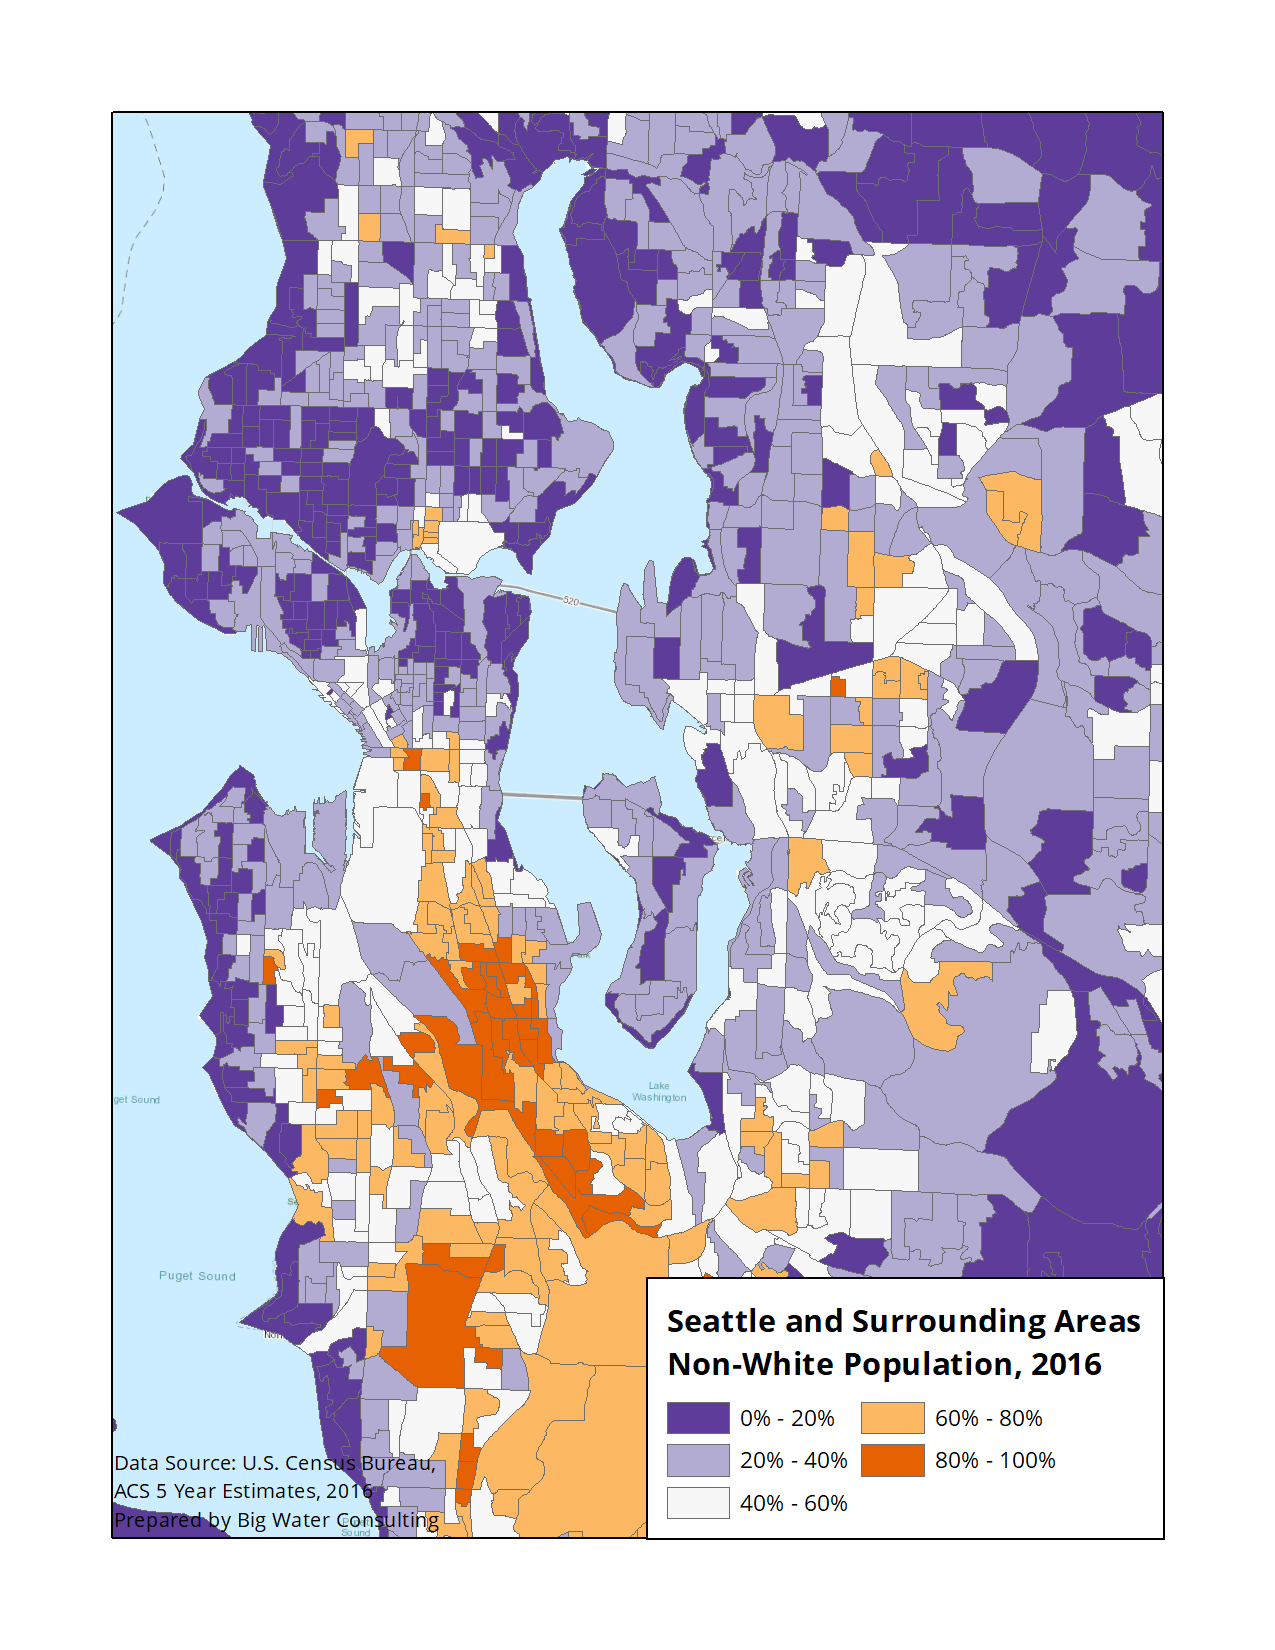 520
Lake
Washington
get Sound
Puget Sound
Seattle and Surrounding Areas
Non-White Population, 2016
0% - 20%
60% - 80%
20% - 40%
80% - 100%
40% - 60%
Data Source: U.S. Census Bureau,
ACS 5 Year Estimates, 2016
Prepared by Big Water Consulting
Sound